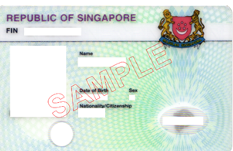 REPUBLIC OF SINGAPORE
FIN
Name
SAMPLE
Date of Birth Sex
Nationality/Citizenship